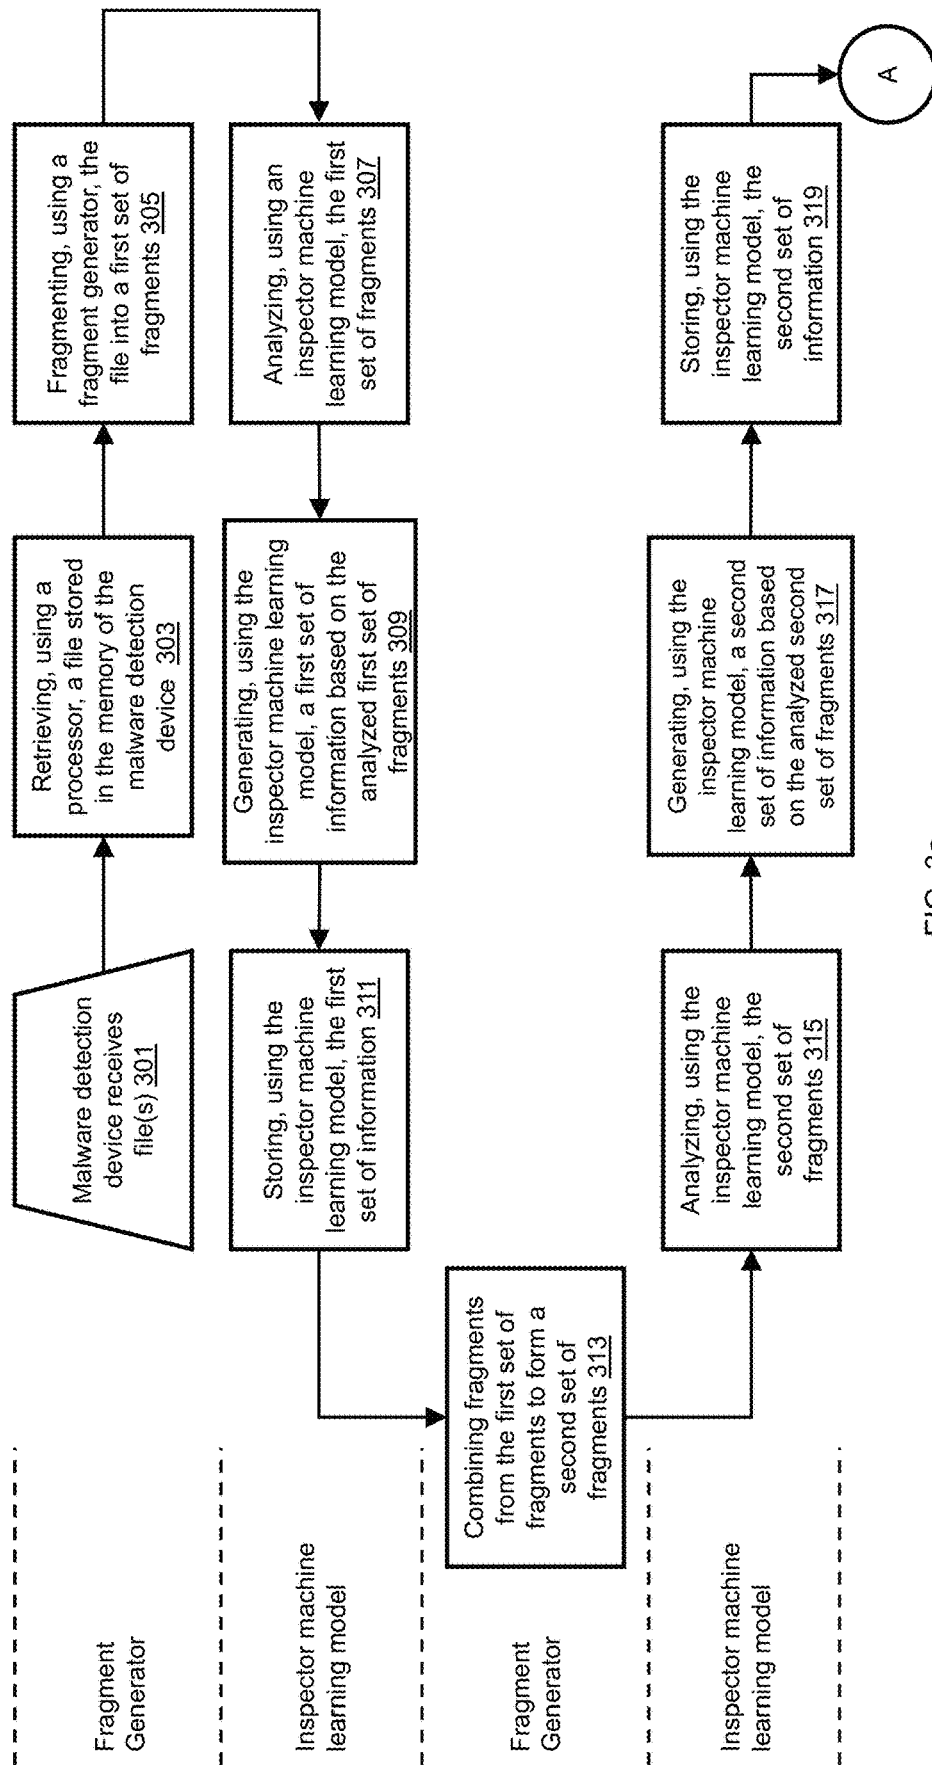 Fragment
Generator
Malware detection
device receives
file(s) 301
Retrieving, using a
processor, a file stored
in the memory of the
malware detection
device 303
Fragmenting, using a
fragment generator, the
file into a first set of
fragments 305
Inspector machine
learning model
Storing, using the
inspector machine
learning model, the first
set of information 311
Generating, using the
inspector machine learning
model, a first set of
information based on the
analyzed first set of
fragments 309
Analyzing, using an
inspector machine
learning model, the first
set of fragments 307
Fragment
Generator
Combining fragments
from the first set of
fragments to form a
second set of
fragments 313
Inspector machine
learning model
Analyzing, using the
inspector machine
learning model, the
second set of
fragments 315
Generating, using the
inspector machine
learning model, a second
set of information based
on the analyzed second
set of fragments 317
Storing, using the
inspector machine
learning model, the
second set of
information 319
A